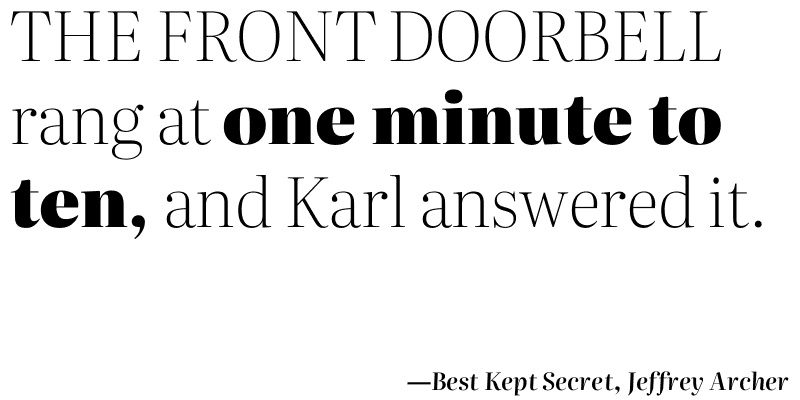 THE FRONT DOORBELL
rang at one minute to
ten, and Karl answered it.
—Best Kept Secret, Jeffrey Archer